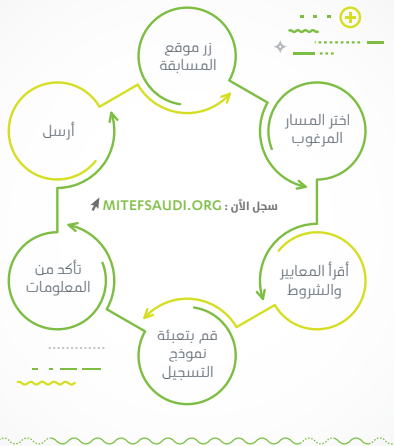 زر موقع
المسابقة
اختر المسار
المرغوب
أقرأ المعايير
والشروط
قم بتعبئة
نموذج
التسجيل
تأكد من
المعلومات
أرسل
سجل الآن : MITEFSAUDI.ORG